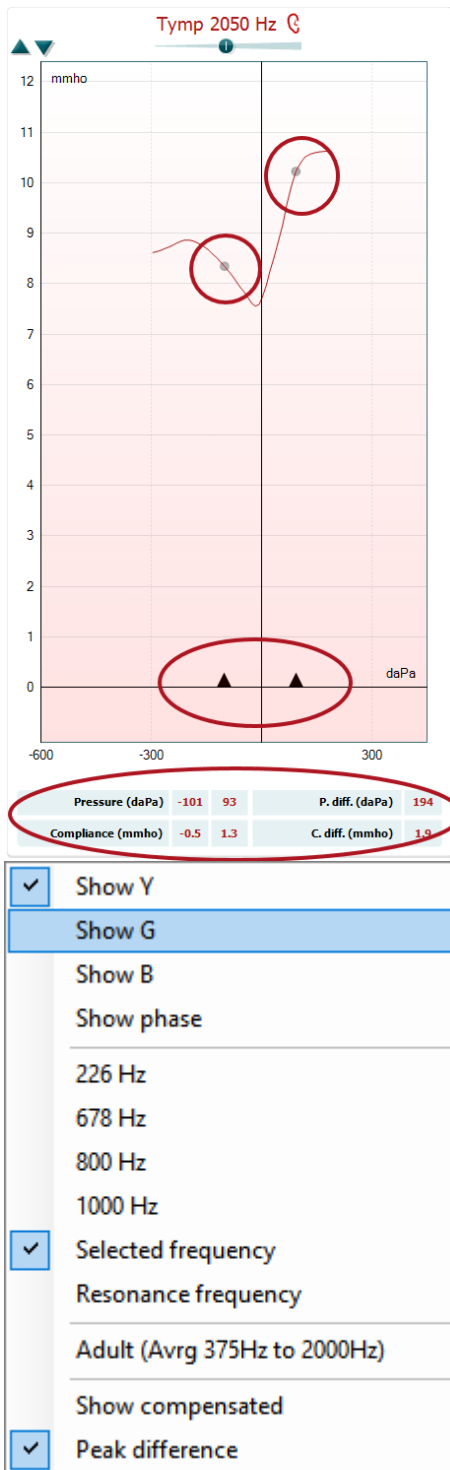 Tymp 2050 Hz
12 mmho
11
10
9
8
7
6
5
4
3
2
1
daPa
0
-600 -300 300
Pressure (daPa) -101 93 P. diff. (daPa) 194
Compliance (mmho) -0.5 1.3 C. diff. (mmho) 1.9
Show Y
Show G
Show B
Show phase
226 Hz
678 Hz
800 Hz
1000 Hz
Selected frequency
Resonance frequency
Adult (Avrg 375Hz to 2000Hz)
Show compensated
Peak difference